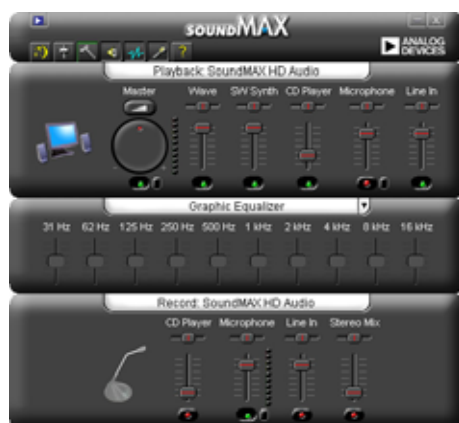 SOUNDMAX
ANALOG
DEVICES
Playback: SoundMAX HD Audio
Master Wave SW Synth CD Player Microphone Line In
Graphic Equalizer
31 Hz 62 Hz 125 Hz 250 Hz 500 Hz 1 kHz 2 kHz 4 kHz 8 kHz 16 kHz
Record: SoundMAX HD Audio
CD Player Microphone Line In Stereo Mix